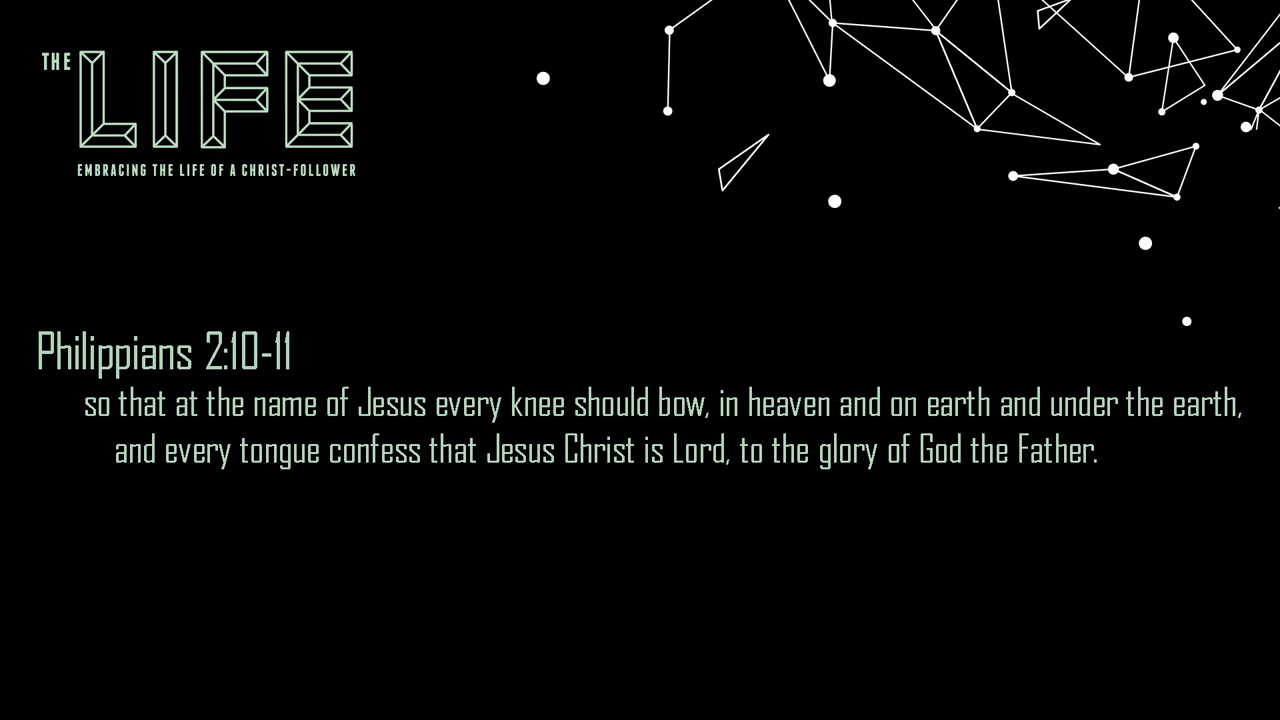 THE LIFE
EMBRACING THE LIFE OF A CHRIST-FOLLOWER
Philippians 2:10-11
so that at the name of Jesus every knee should bow, in heaven and on earth and under the earth,
and every tongue confess that Jesus Christ is Lord, to the glory of God the Father.